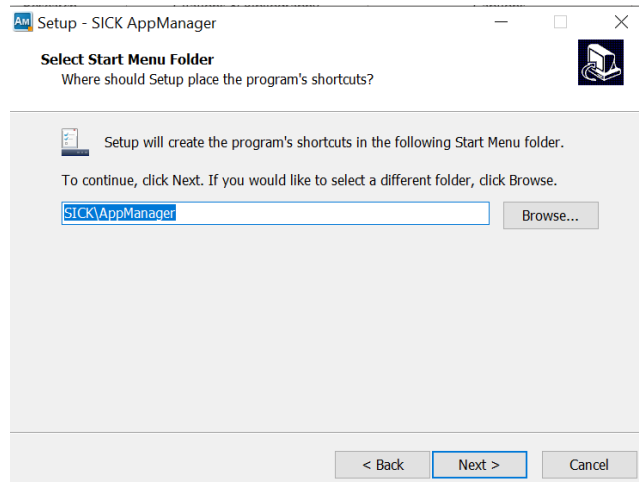 AM Setup - SICK AppManager
Select Start Menu Folder
Where should Setup place the program's shortcuts?
Setup will create the program's shortcuts in the following Start Menu folder.
To continue, click Next. If you would like to select a different folder, click Browse.
SICK\AppManager
Browse...
< Back
Next >
Cancel